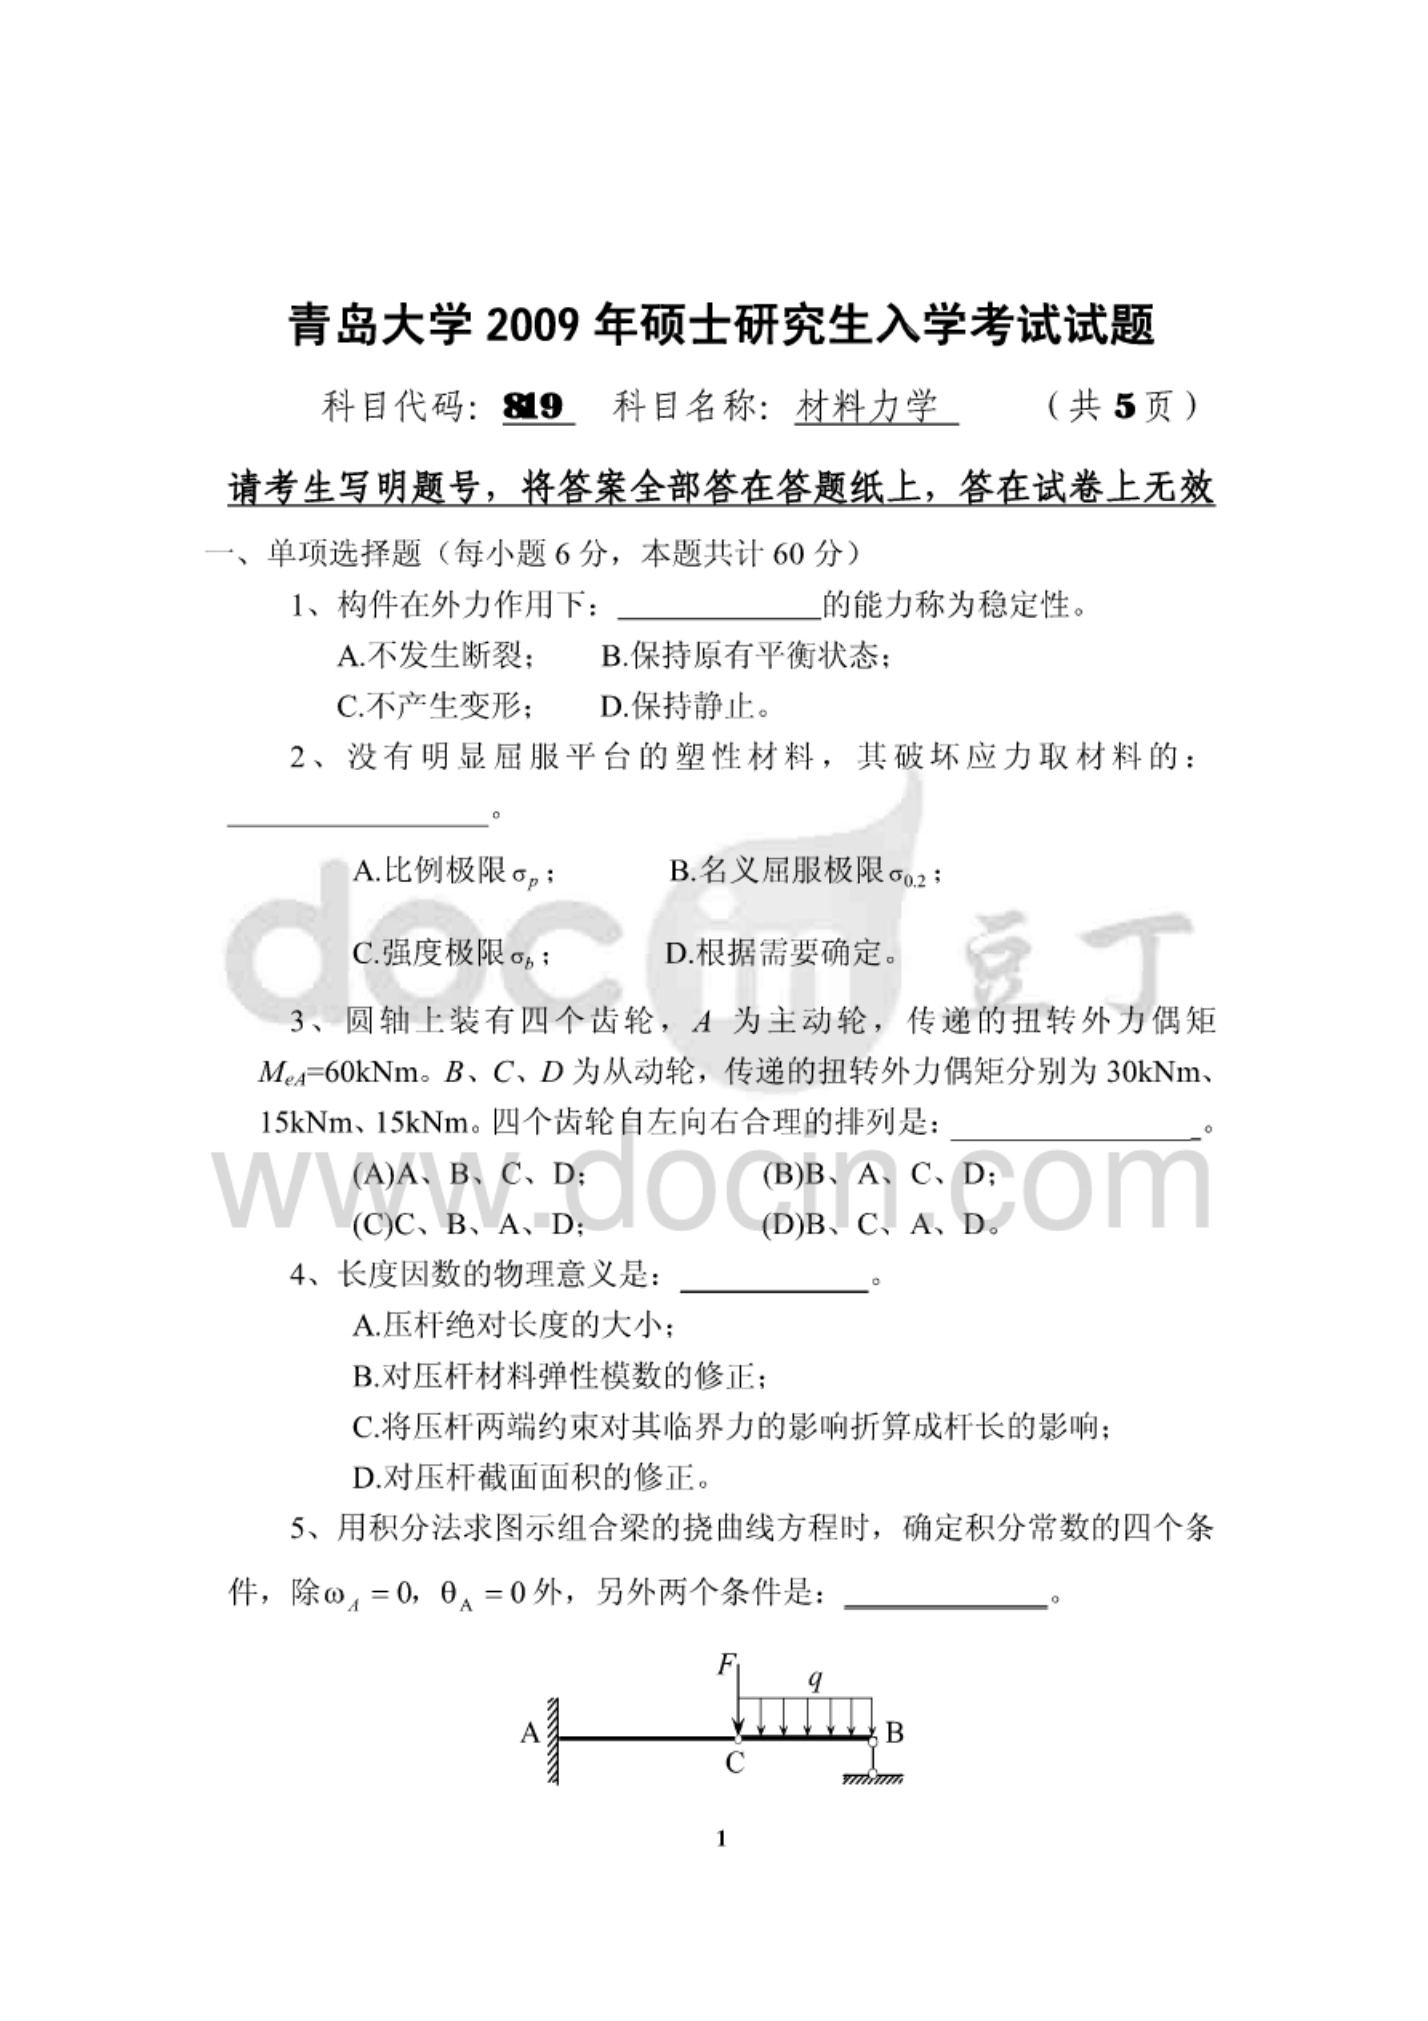 青岛大学 2009 年硕士研究生入学考试试题
科目代码：819 科目名称：材料力学 （共 5 页）
请考生写明题号，将答案全部答在答题纸上，答在试卷上无效
一、单项选择题（每小题 6 分，本题共计 60 分）
1、构件在外力作用下：____________的能力称为稳定性。
A.不发生断裂； B.保持原有平衡状态；
C.不产生变形； D.保持静止。
2、没有明显屈服平台的塑性材料，其破坏应力取材料的：
________________。
A.比例极限σp； B.名义屈服极限σ0.2；
C.强度极限σb； D.根据需要确定。
3、圆轴上装有四个齿轮，A 为主动轮，传递的扭转外力偶矩
MeA=60kNm。B、C、D 为从动轮，传递的扭转外力偶矩分别为 30kNm、
15kNm、15kNm。四个齿轮自左向右合理的排列是：________________。
(A)A、B、C、D； (B)B、A、C、D；
(C)C、B、A、D； (D)B、C、A、D。
4、长度因数的物理意义是：____________。
A.压杆绝对长度的大小；
B.对压杆材料弹性模数的修正；
C.将压杆两端约束对其临界力的影响折算成杆长的影响；
D.对压杆截面面积的修正。
5、用积分法求图示组合梁的挠曲线方程时，确定积分常数的四个条
件，除ωA = 0，θA = 0 外，另外两个条件是：____________。
F
q
A
B
C
1
docin 豆丁
www.docin.com